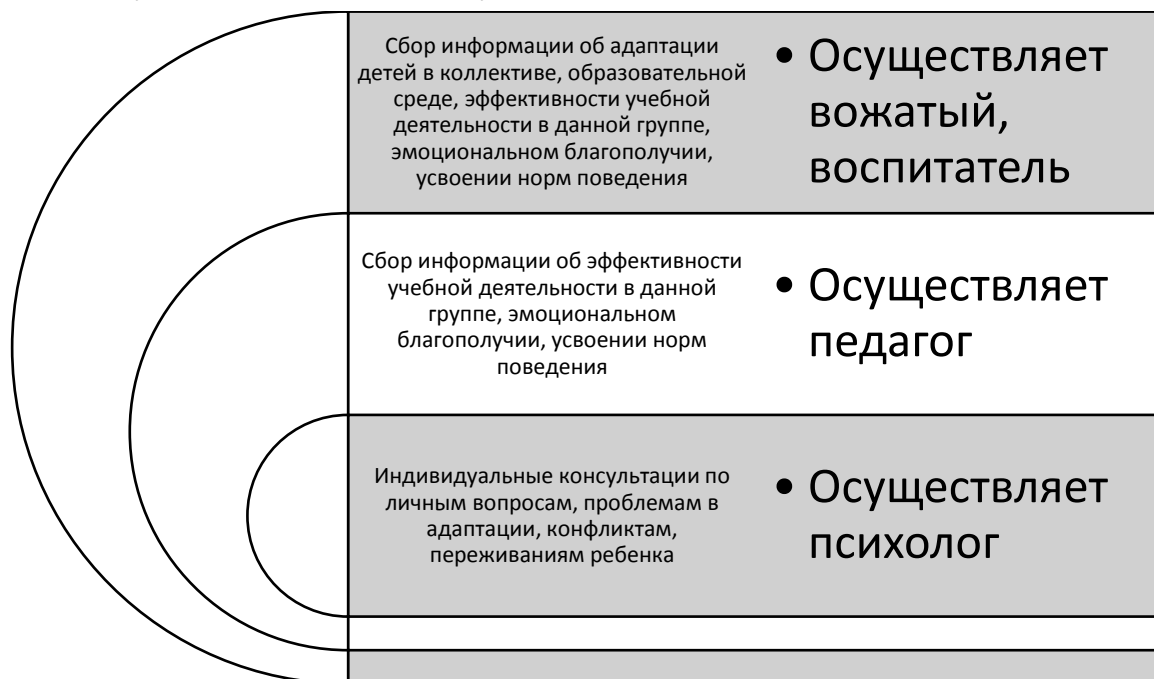 Сбор информации об адаптации
детей в коллективе, образовательной
среде, эффективности учебной
деятельности в данной группе,
эмоциональном благополучии,
усвоении норм поведения
• Осуществляет
вожатый,
воспитатель
Сбор информации об эффективности
учебной деятельности в данной
группе, эмоциональном
благополучии, усвоении норм
поведения
• Осуществляет
педагог
Индивидуальные консультации по
личным вопросам, проблемам в
адаптации, конфликтам,
переживаниям ребенка
• Осуществляет
психолог